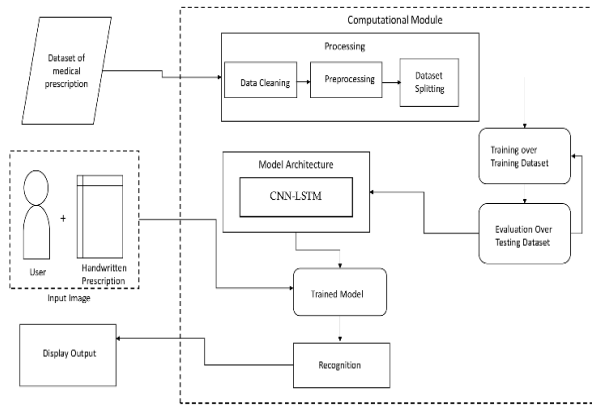 Computational Module
Dataset of
medical
prescription
Processing
Data Cleaning
Preprocessing
Dataset
Splitting
Training over
Training Dataset
Model Architecture
CNN-LSTM
Evaluation Over
Testing Dataset
+
User
Handwritten
Prescription
Input Image
Trained Model
Display Output
Recognition